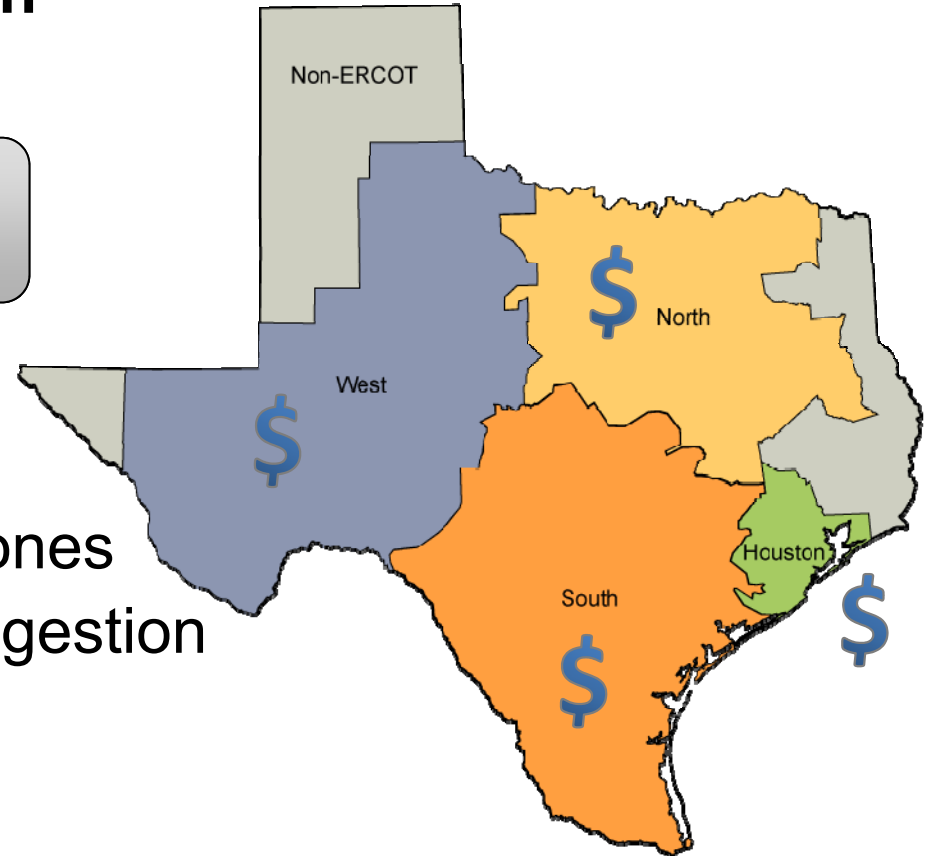 Non-ERCOT
$
North
West
$
ones
gestion
Houston
South
$
$